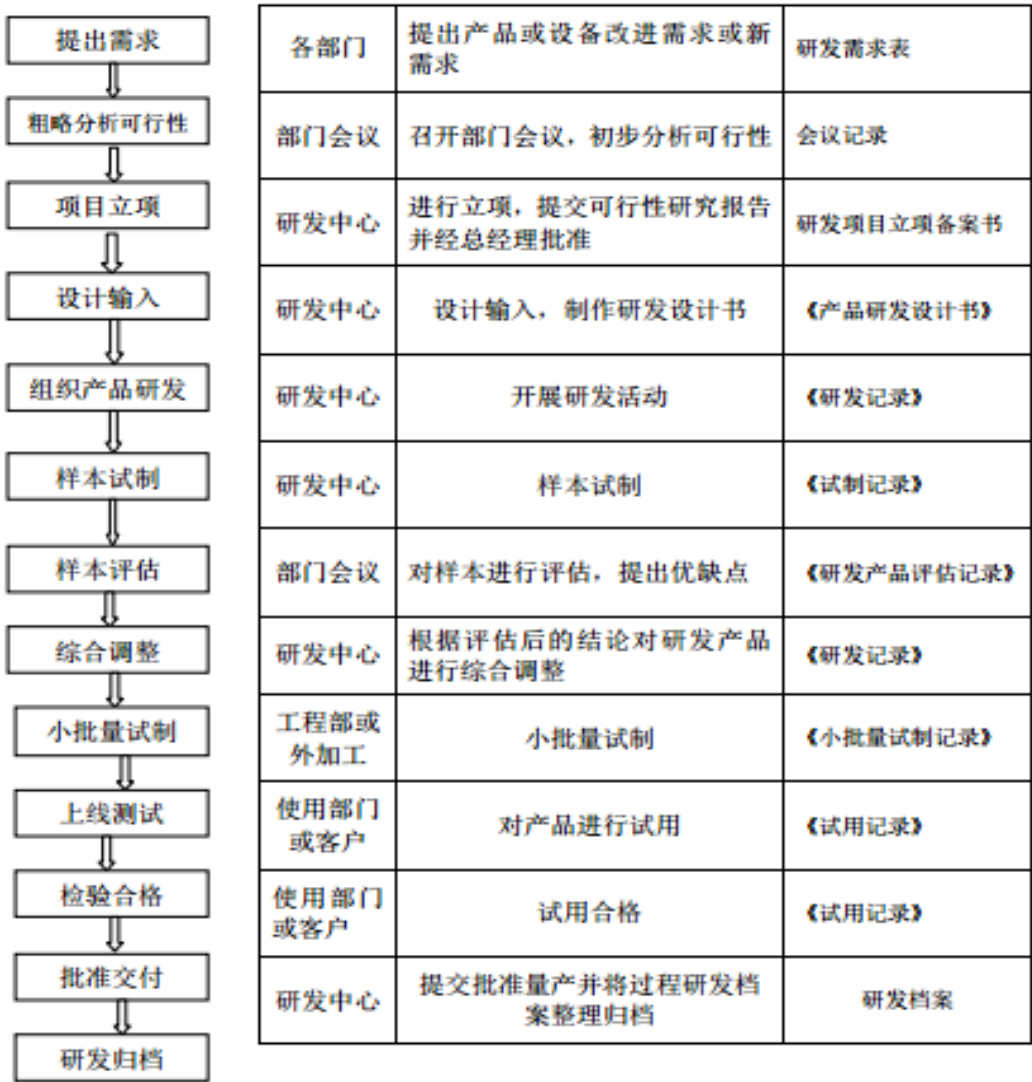 提出需求
粗略分析可行性
项目立项
设计输入
组织产品研发
样本试制
样本评估
综合调整
小批量试制
上线测试
检验合格
批准交付
研发归档
各部门
提出产品或设备改进需求或新
需求
研发需求表
部门会议
召开部门会议，初步分析可行性
会议记录
研发中心
进行立项，提交可行性研究报告
并经总经理批准
研发项目立项备案书
研发中心
设计输入，制作研发设计书
《产品研发设计书》
研发中心
开展研发活动
《研发记录》
研发中心
样本试制
《试制记录》
部门会议
对样本进行评估，提出优缺点
《研发产品评估记录》
研发中心
根据评估后的结论对研发产品
进行综合调整
《研发记录》
工程部或
外加工
小批量试制
《小批量试制记录》
使用部门
或客户
对产品进行试用
《试用记录》
使用部门
或客户
试用合格
《试用记录》
研发中心
提交批准量产并将过程研发档
案整理归档
研发档案